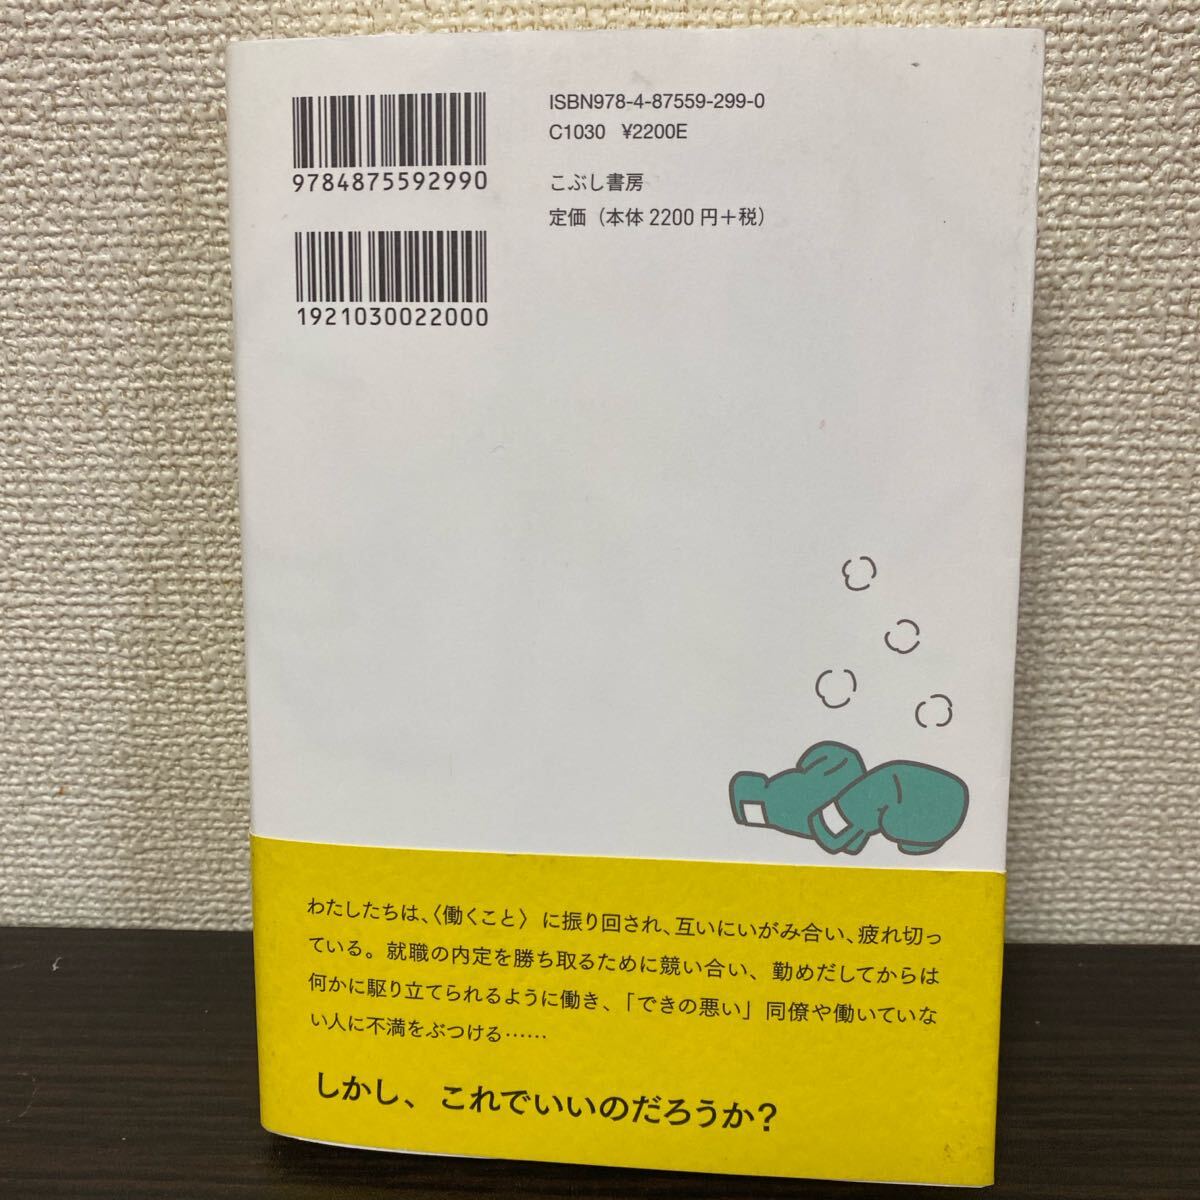 ISBN978-4-87559-299-0
C1030 ¥2200E
9784875592990
こぶし書房
定価（本体2200円＋税）
1921030022000
わたしたちは、〈働くこと〉に振り回され、互いにいがみ合い、疲れ切っ
ている。就職の内定を勝ち取るために競い合い、勤めだしてからは
何かに駆り立てられるように働き、「できの悪い」同僚や働いていな
い人に不満をぶつける……
しかし、これでいいのだろうか？